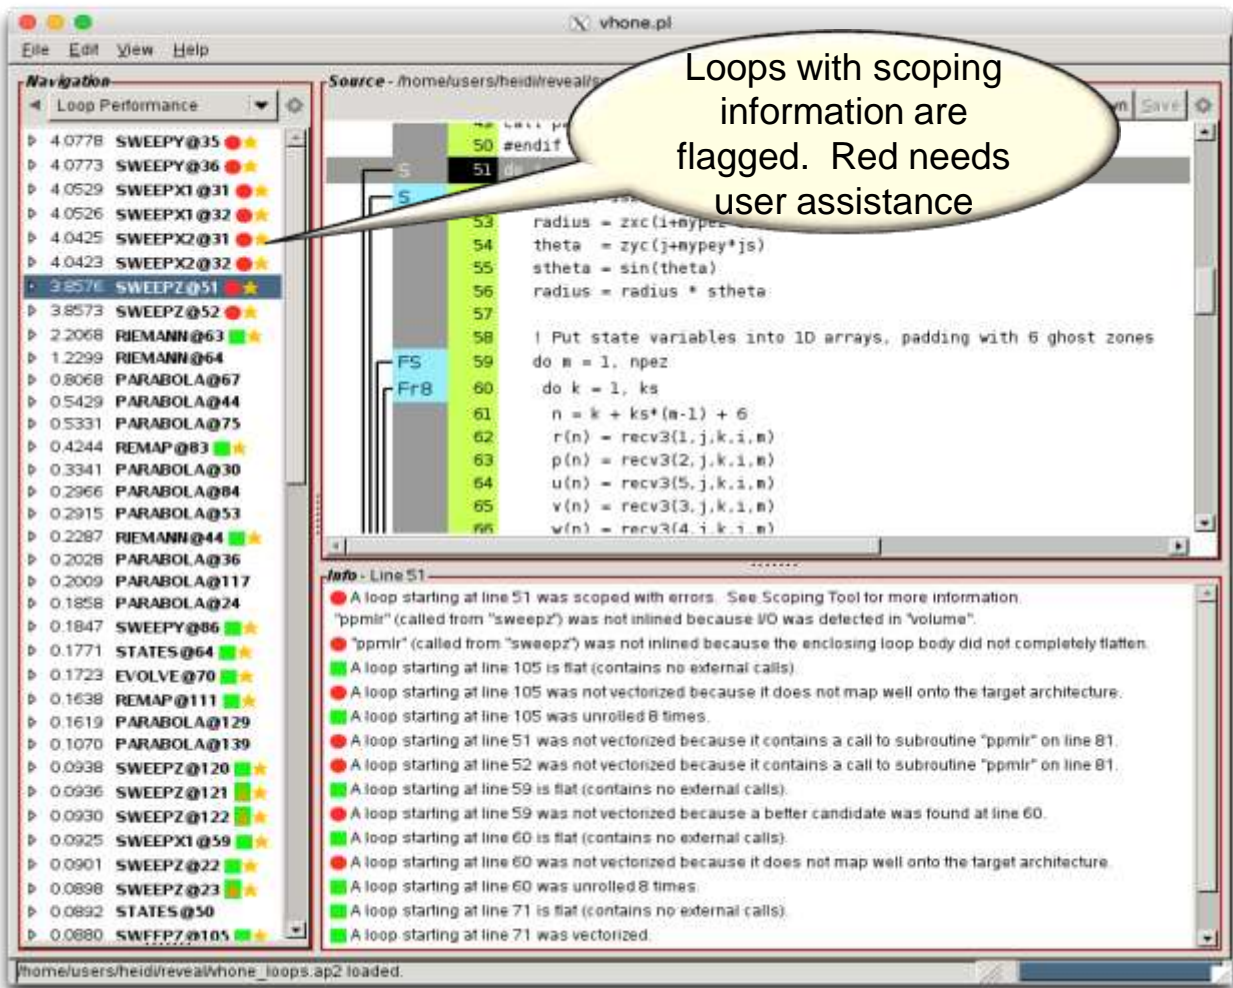 vhone.pl
File Edit View Help
Navigation
Loop Performance
4.0778 SWEEPY@35
4.0773 SWEEPY@36
4.0529 SWEEPX1@31
4.0526 SWEEPX1@32
4.0425 SWEEPX2@31
4.0423 SWEEPX2@32
3.8576 SWEEPZ@51
3.8573 SWEEPZ@52
2.2068 RIEMANN@63
1.2299 RIEMANN@64
0.8068 PARABOLA@67
0.5429 PARABOLA@44
0.5331 PARABOLA@75
0.4244 REMAP@83
0.3341 PARABOLA@30
0.2966 PARABOLA@84
0.2915 PARABOLA@53
0.2287 RIEMANN@44
0.2028 PARABOLA@36
0.2009 PARABOLA@117
0.1858 PARABOLA@24
0.1847 SWEEPY@86
0.1771 STATES@64
0.1723 EVOLVE@70
0.1638 REMAP@111
0.1619 PARABOLA@129
0.1070 PARABOLA@139
0.0938 SWEEPZ@120
0.0936 SWEEPZ@121
0.0930 SWEEPZ@122
0.0925 SWEEPX1@59
0.0901 SWEEPZ@22
0.0898 SWEEPZ@23
0.0892 STATES@50
0.0880 SWEEPZ@105
Source - /home/users/heidi/reveal/
Save
Loops with scoping
information are
flagged. Red needs
user assistance
49 call
50 #endif
S 51 do
S
53 radius = zxc(i+mypez
54 theta = zyc(j+mypey*js)
55 stheta = sin(theta)
56 radius = radius * stheta
57
58 ! Put state variables into 1D arrays, padding with 6 ghost zones
FS 59 do m = 1, npez
Fr8 60 do k = 1, ks
61 n = k + ks*(m-1) + 6
62 r(n) = recv3(1,j,k,i,m)
63 p(n) = recv3(2,j,k,i,m)
64 u(n) = recv3(5,j,k,i,m)
65 v(n) = recv3(3,j,k,i,m)
66 w(n) = recv3(4,j,k,i,m)
Info - Line 51
A loop starting at line 51 was scoped with errors. See Scoping Tool for more information.
"ppmlr" (called from "sweepz") was not inlined because I/O was detected in "volume".
"ppmlr" (called from "sweepz") was not inlined because the enclosing loop body did not completely flatten.
A loop starting at line 105 is flat (contains no external calls).
A loop starting at line 105 was not vectorized because it does not map well onto the target architecture.
A loop starting at line 105 was unrolled 8 times.
A loop starting at line 51 was not vectorized because it contains a call to subroutine "ppmlr" on line 81.
A loop starting at line 52 was not vectorized because it contains a call to subroutine "ppmlr" on line 81.
A loop starting at line 59 is flat (contains no external calls).
A loop starting at line 59 was not vectorized because a better candidate was found at line 60.
A loop starting at line 60 is flat (contains no external calls).
A loop starting at line 60 was not vectorized because it does not map well onto the target architecture.
A loop starting at line 60 was unrolled 8 times.
A loop starting at line 71 is flat (contains no external calls).
A loop starting at line 71 was vectorized.
/home/users/heidi/reveal/vhone_loops.ap2 loaded.